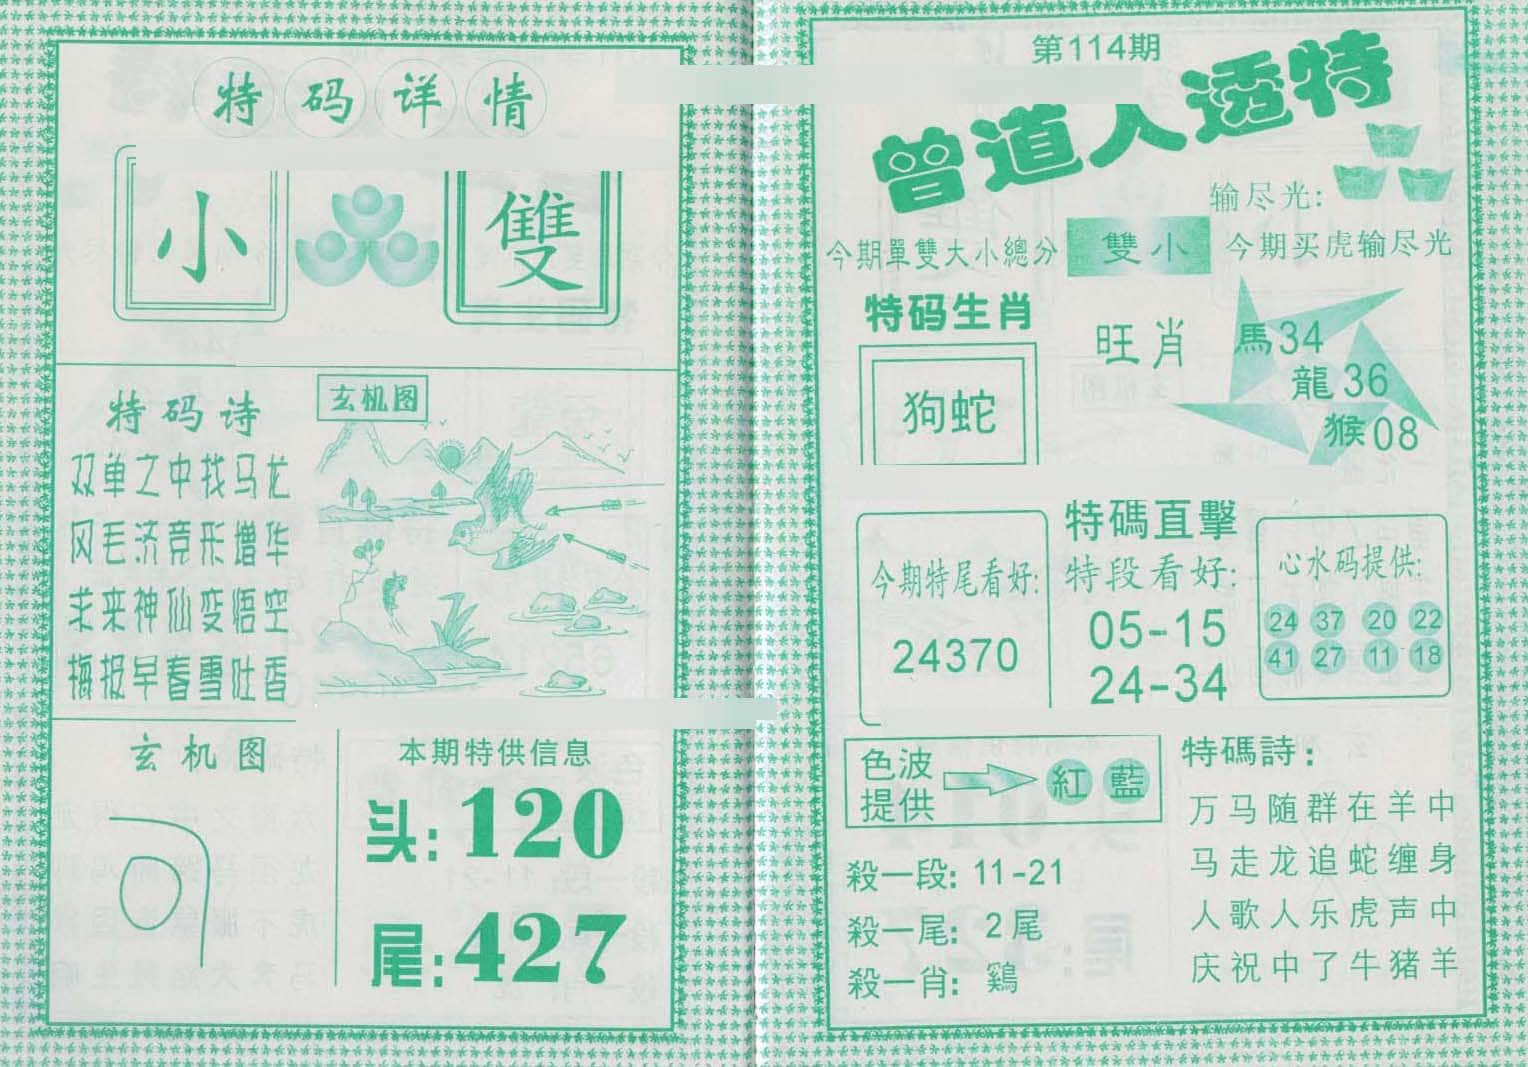 特码详情
小 雙
特码诗
双单之中找马龙
风毛济竞形增华
求来神仙变悟空
梅报早春雪吐香
玄机图
玄机图
本期特供信息
头:120
尾:427
第114期
曾道人透特
输尽光:
今期單雙大小總分 雙小 今期买虎输尽光
特码生肖
狗蛇
旺肖
馬34
龍36
猴08
今期特尾看好:
24370
特碼直擊
特段看好:
05-15
24-34
心水码提供:
24 37 20 22
41 27 11 18
色波提供 紅 藍
殺一段: 11-21
殺一尾: 2尾
殺一肖: 鷄
特碼詩:
万马随群在羊中
马走龙追蛇缠身
人歌人乐虎声中
庆祝中了牛猪羊